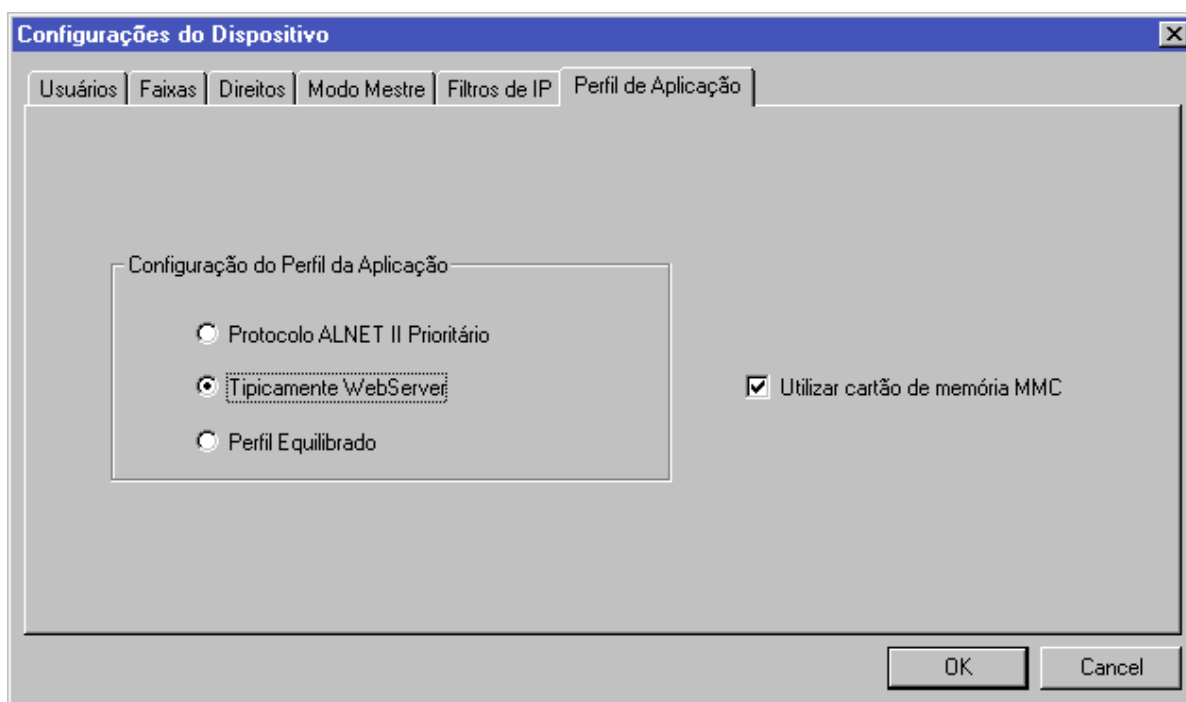 Configurações do Dispositivo
Usuários Faixas Direitos Modo Mestre Filtros de IP Perfil de Aplicação
Configuração do Perfil da Aplicação
Protocolo ALNET II Prioritário
Tipicamente WebServer
Utilizar cartão de memória MMC
Perfil Equilibrado
OK Cancel